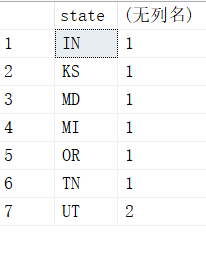 state (无列名)
1 IN 1
2 KS 1
3 MD 1
4 MI 1
5 OR 1
6 TN 1
7 UT 2